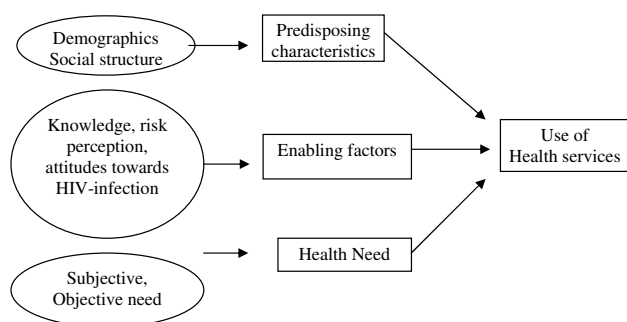 Demographics
Social structure
Predisposing
characteristics
Knowledge, risk
perception,
attitudes towards
HIV-infection
Enabling factors
Use of
Health services
Health Need
Subjective,
Objective need